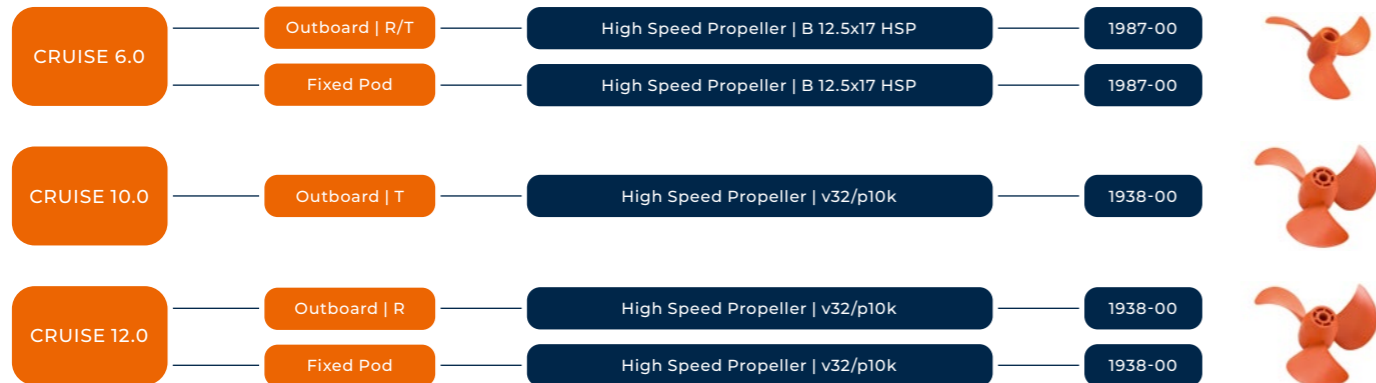 CRUISE 6.0
Outboard | R/T
High Speed Propeller | B 12.5x17 HSP
1987-00
Fixed Pod
High Speed Propeller | B 12.5x17 HSP
1987-00
CRUISE 10.0
Outboard | T
High Speed Propeller | v32/p10k
1938-00
CRUISE 12.0
Outboard | R
High Speed Propeller | v32/p10k
1938-00
Fixed Pod
High Speed Propeller | v32/p10k
1938-00